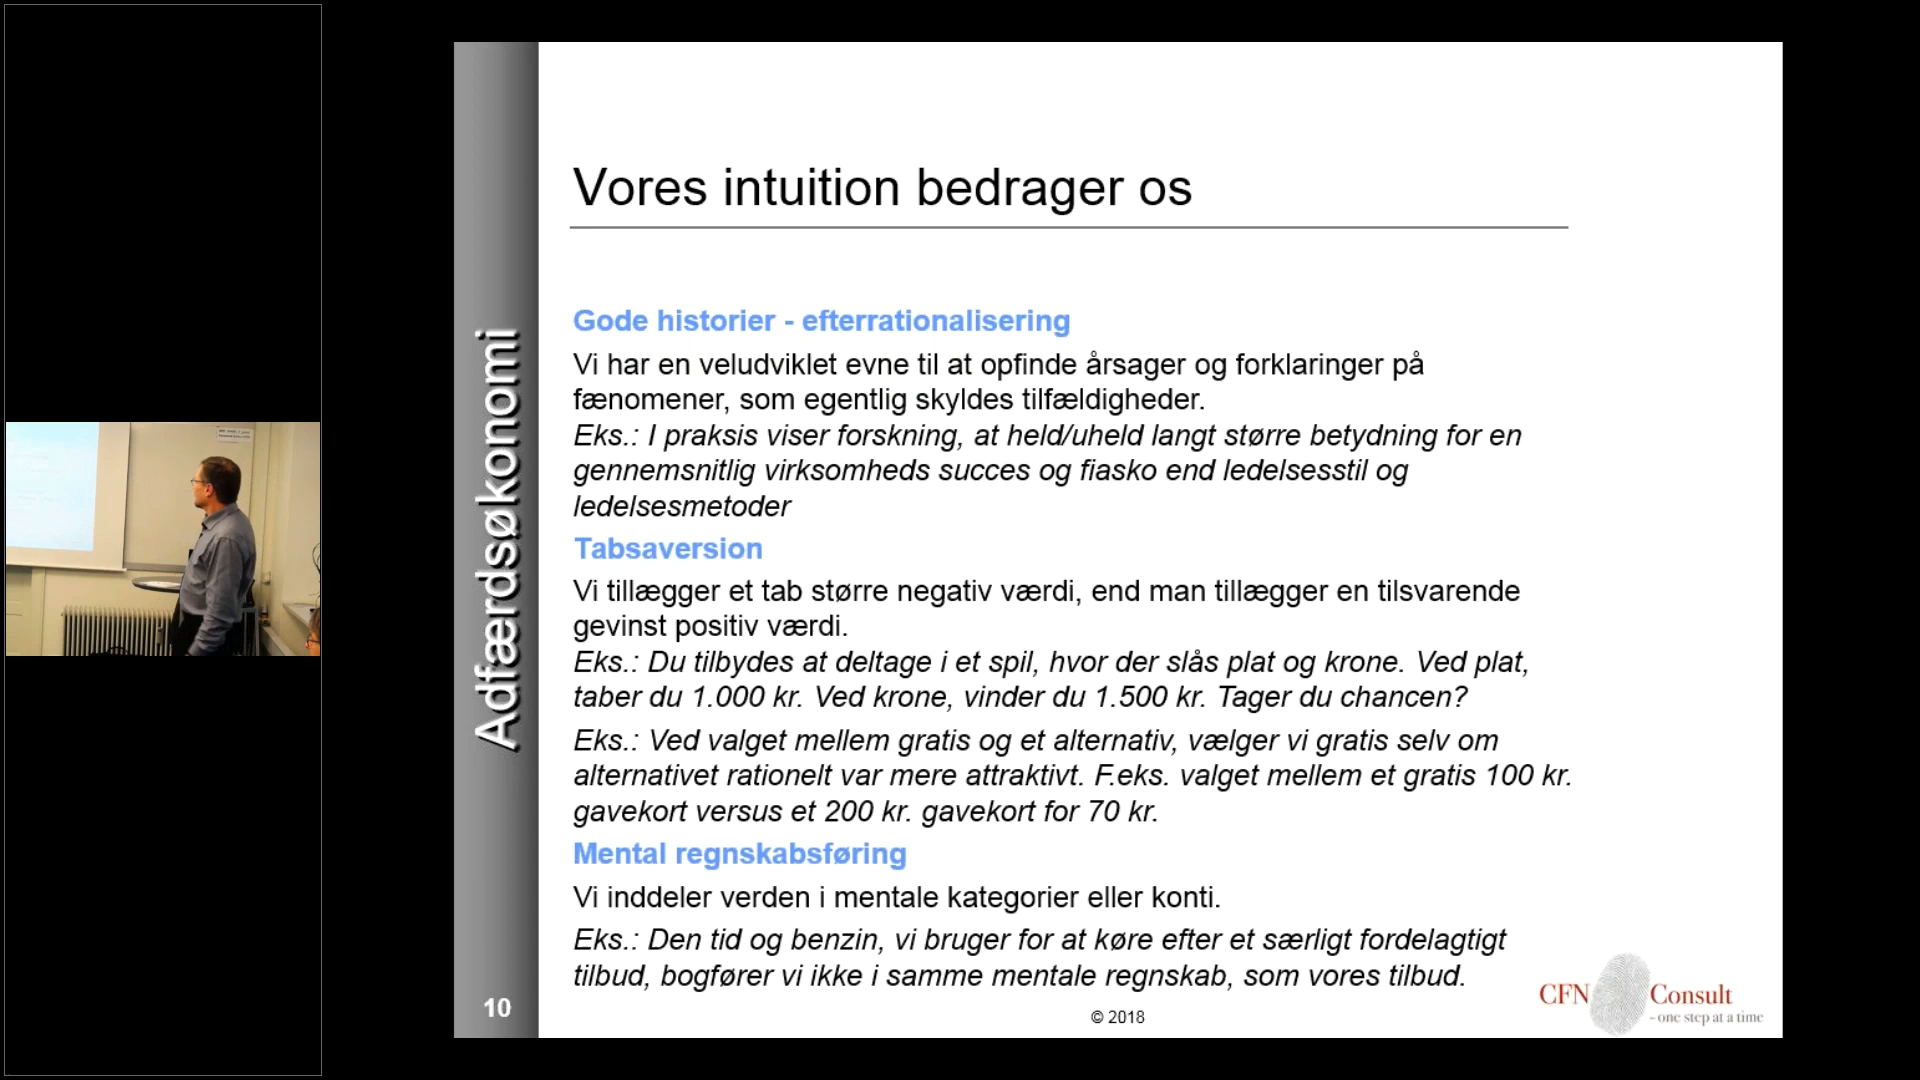 Vores intuition bedrager os
Gode historier - efterrationalisering
Vi har en veludviklet evne til at opfinde årsager og forklaringer på
fænomener, som egentlig skyldes tilfældigheder.
Eks.: I praksis viser forskning, at held/uheld langt større betydning for en
gennemsnitlig virksomheds succes og fiasko end ledelsesstil og
ledelsesmetoder
Tabsaversion
Vi tillægger et tab større negativ værdi, end man tillægger en tilsvarende
gevinst positiv værdi.
Eks.: Du tilbydes at deltage i et spil, hvor der slås plat og krone. Ved plat,
taber du 1.000 kr. Ved krone, vinder du 1.500 kr. Tager du chancen?
Eks.: Ved valget mellem gratis og et alternativ, vælger vi gratis selv om
alternativet rationelt var mere attraktivt. F.eks. valget mellem et gratis 100 kr.
gavekort versus et 200 kr. gavekort for 70 kr.
Mental regnskabsføring
Vi inddeler verden i mentale kategorier eller konti.
Eks.: Den tid og benzin, vi bruger for at køre efter et særligt fordelagtigt
tilbud, bogfører vi ikke i samme mentale regnskab, som vores tilbud.
Adfærdsøkonomi
10
© 2018
CFN Consult
- one step at a time